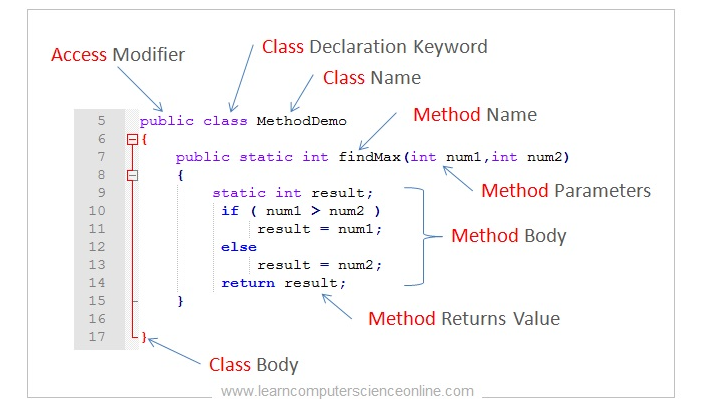 Class Declaration Keyword
Access Modifier
Class Name
Method Name
5 public class MethodDemo
6 {
7 public static int findMax(int num1,int num2)
8 {
Method Parameters
9 static int result;
10 if ( num1 > num2 )
11 result = num1;
Method Body
12 else
13 result = num2;
14 return result;
15 }
Method Returns Value
16
17 }
Class Body
www.learncomputerscienceonline.com